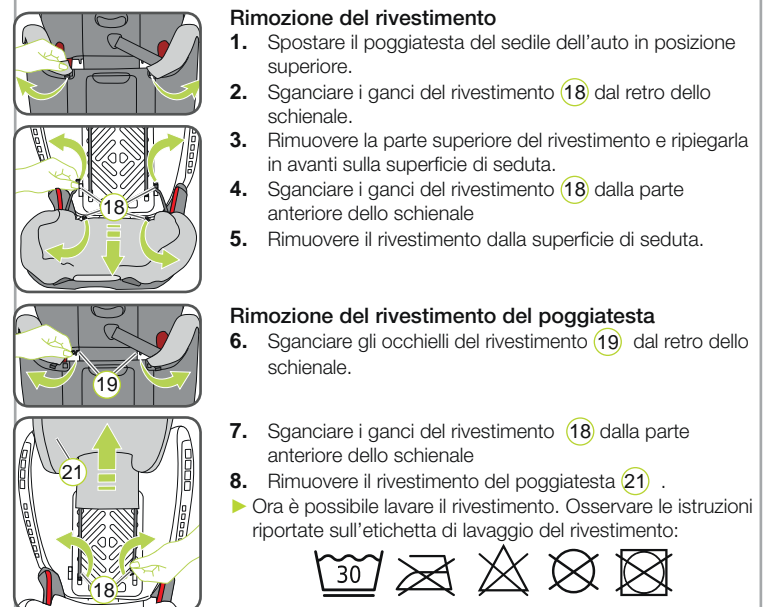 Rimozione del rivestimento
1. Spostare il poggiatesta del sedile dell'auto in posizione
superiore.
2. Sganciare i ganci del rivestimento 18 dal retro dello
schienale.
3. Rimuovere la parte superiore del rivestimento e ripiegarla
in avanti sulla superficie di seduta.
18
4. Sganciare i ganci del rivestimento 18 dalla parte
anteriore dello schienale
5. Rimuovere il rivestimento dalla superficie di seduta.
Rimozione del rivestimento del poggiatesta
6. Sganciare gli occhielli del rivestimento 19 dal retro dello
schienale.
19
7. Sganciare i ganci del rivestimento 18 dalla parte
anteriore dello schienale
21
8. Rimuovere il rivestimento del poggiatesta 21 .
► Ora è possibile lavare il rivestimento. Osservare le istruzioni
riportate sull'etichetta di lavaggio del rivestimento:
30
18